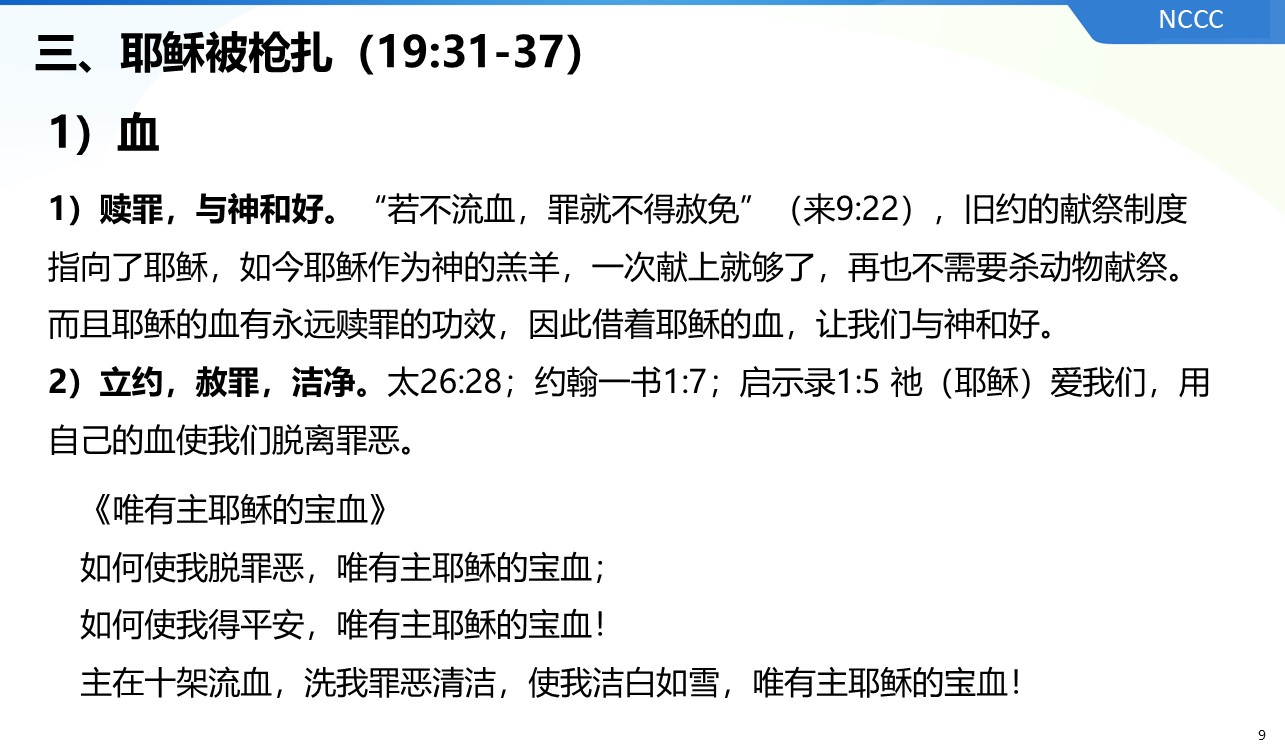 NCCC
三、耶稣被枪扎（19:31-37）
1）血
1）赎罪，与神和好。“若不流血，罪就不得赦免”（来9:22），旧约的献祭制度
指向了耶稣，如今耶稣作为神的羔羊，一次献上就够了，再也不需要杀动物献祭。
而且耶稣的血有永远赎罪的功效，因此借着耶稣的血，让我们与神和好。
2）立约，赦罪，洁净。太26:28；约翰一书1:7；启示录1:5 祂（耶稣）爱我们，用
自己的血使我们脱离罪恶。
《唯有主耶稣的宝血》
如何使我脱罪恶，唯有主耶稣的宝血；
如何使我得平安，唯有主耶稣的宝血！
主在十架流血，洗我罪恶清洁，使我洁白如雪，唯有主耶稣的宝血！
9